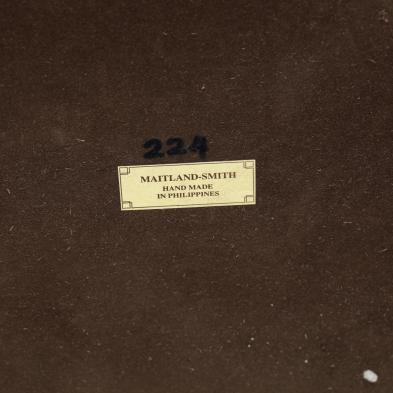 224
MAITLAND-SMITH
HAND MADE
IN PHILIPPINES